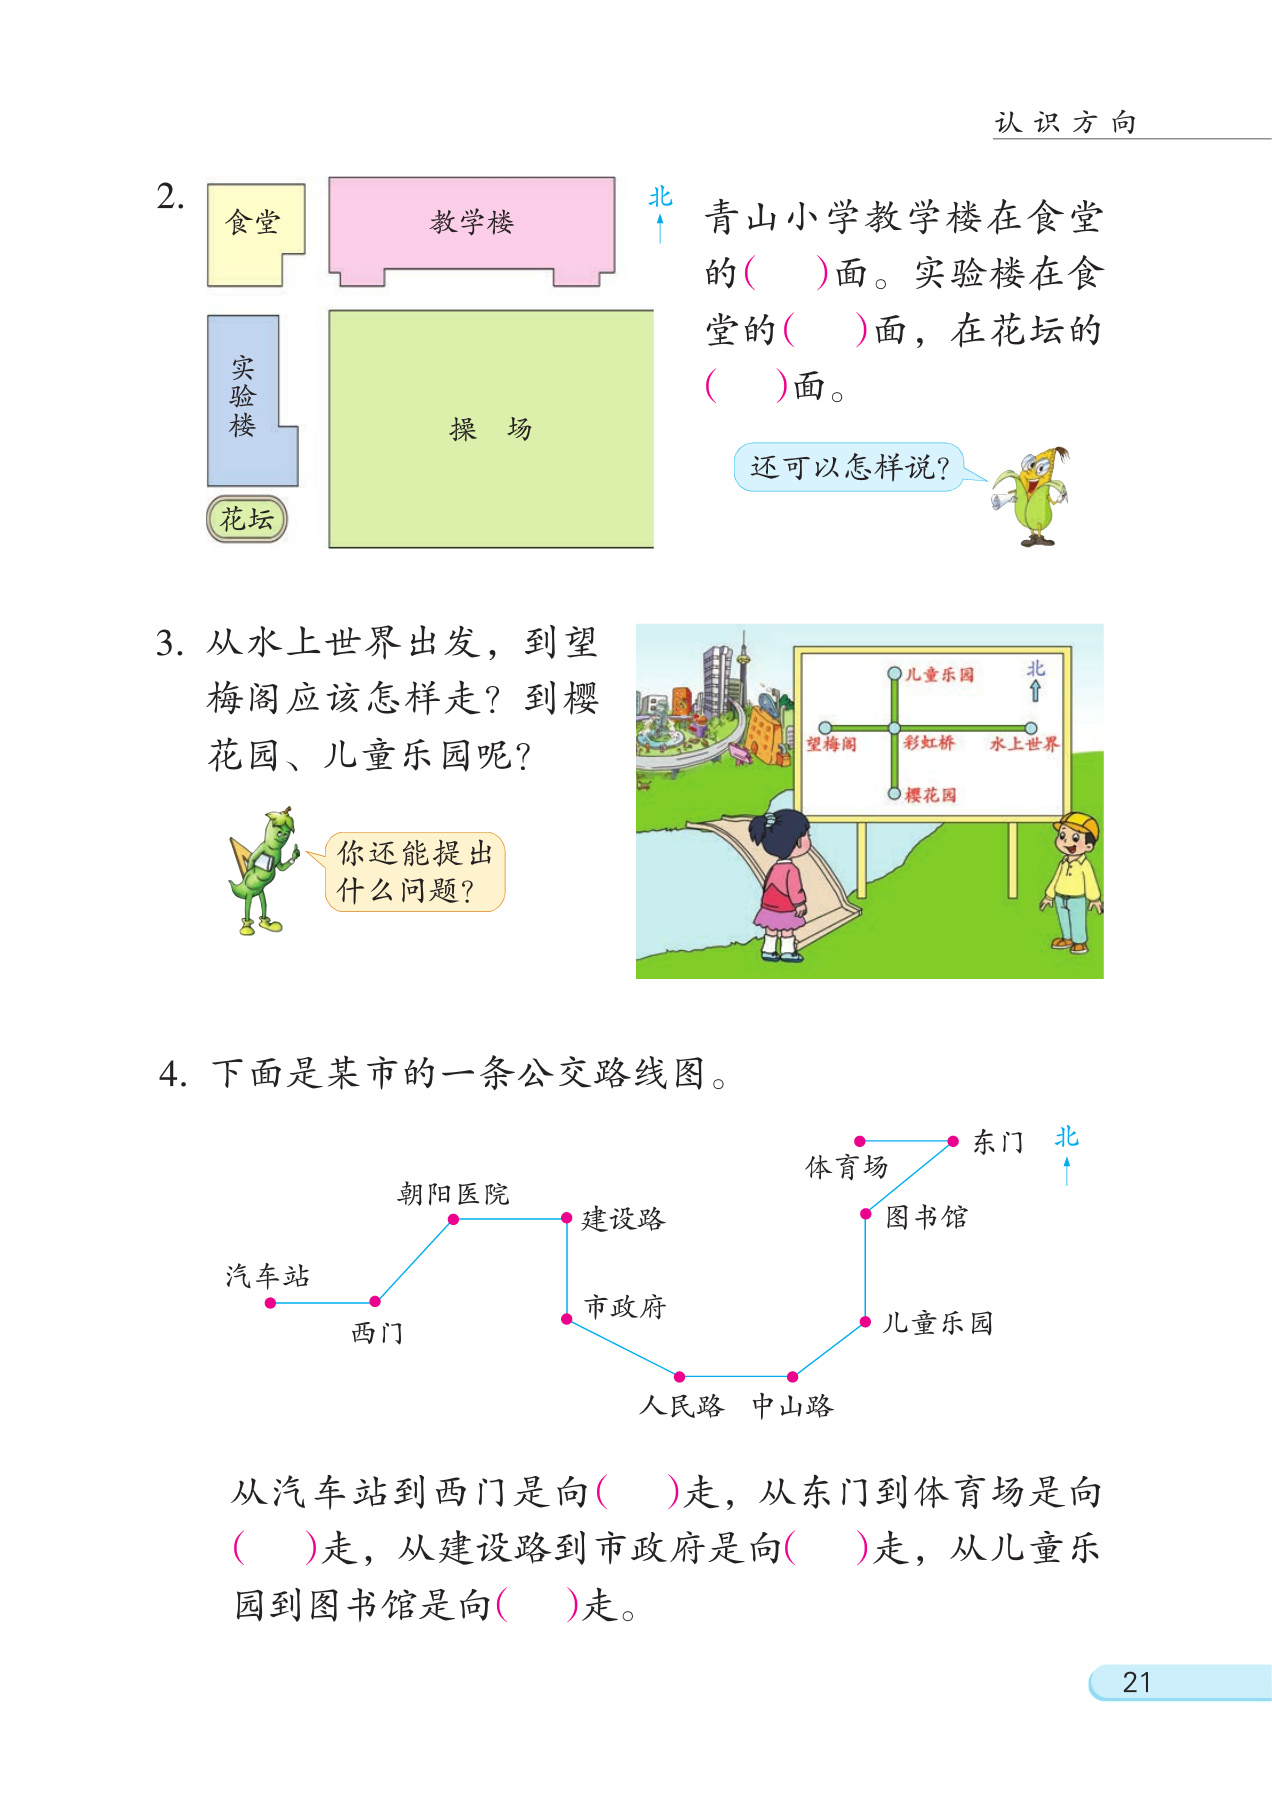 认识方向
2.
食堂
教学楼
北
实验楼
操 场
花坛
青山小学教学楼在食堂
的(  )面。实验楼在食
堂的(  )面，在花坛的
(  )面。
还可以怎样说？
3. 从水上世界出发，到望
梅阁应该怎样走？到樱
花园、儿童乐园呢？
你还能提出
什么问题？
儿童乐园
北
望梅阁
彩虹桥
水上世界
樱花园
4. 下面是某市的一条公交路线图。
体育场
东门
北
朝阳医院
建设路
图书馆
汽车站
西门
市政府
儿童乐园
人民路
中山路
从汽车站到西门是向(  )走，从东门到体育场是向
(  )走，从建设路到市政府是向(  )走，从儿童乐
园到图书馆是向(  )走。
21